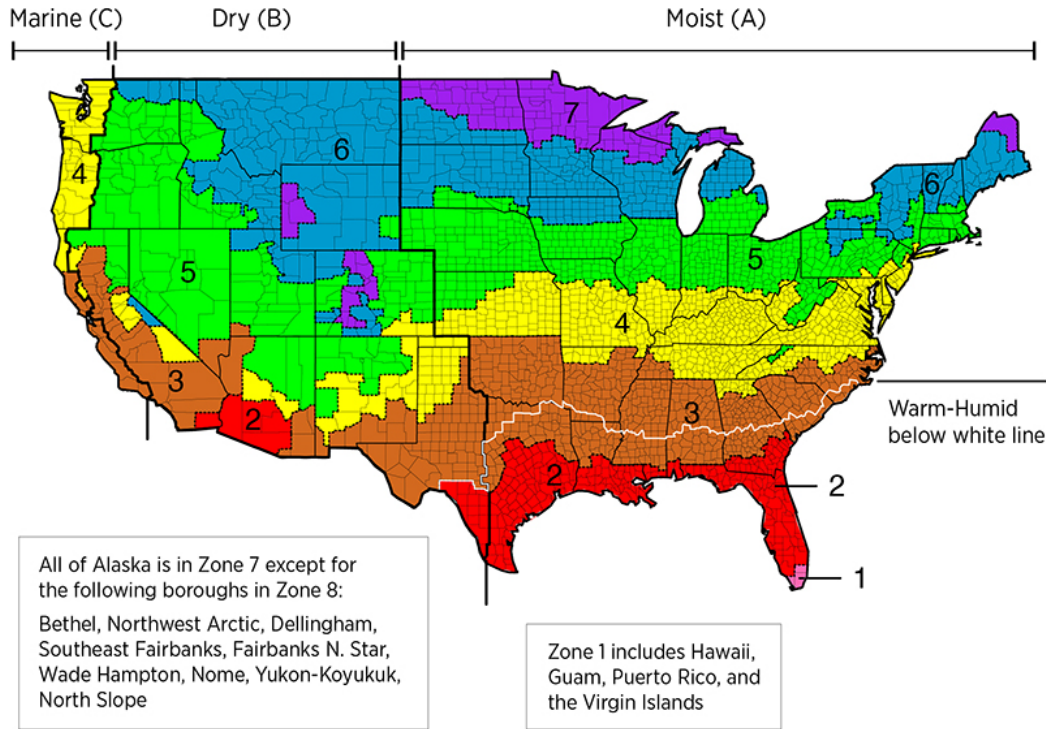 Marine (C)
Dry (B)
Moist (A)
7
6
6
4
6
5
5
4
3
3
2
2
Warm-Humid
below white line
2
1
All of Alaska is in Zone 7 except for
the following boroughs in Zone 8:
Bethel, Northwest Arctic, Dellingham,
Southeast Fairbanks, Fairbanks N. Star,
Wade Hampton, Nome, Yukon-Koyukuk,
North Slope
Zone 1 includes Hawaii,
Guam, Puerto Rico, and
the Virgin Islands